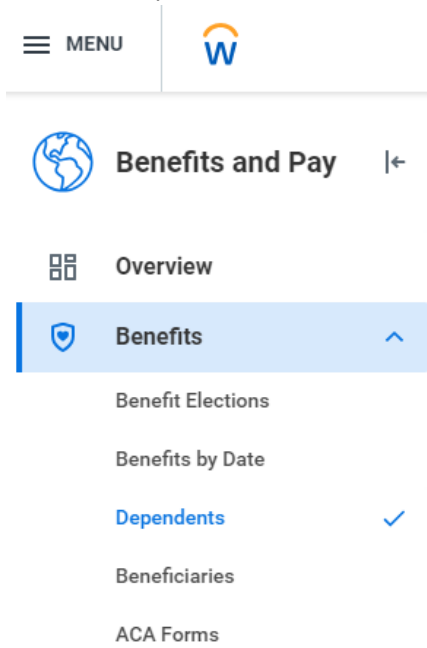 MENU
Benefits and Pay
Overview
Benefits
Benefit Elections
Benefits by Date
Dependents
Beneficiaries
ACA Forms